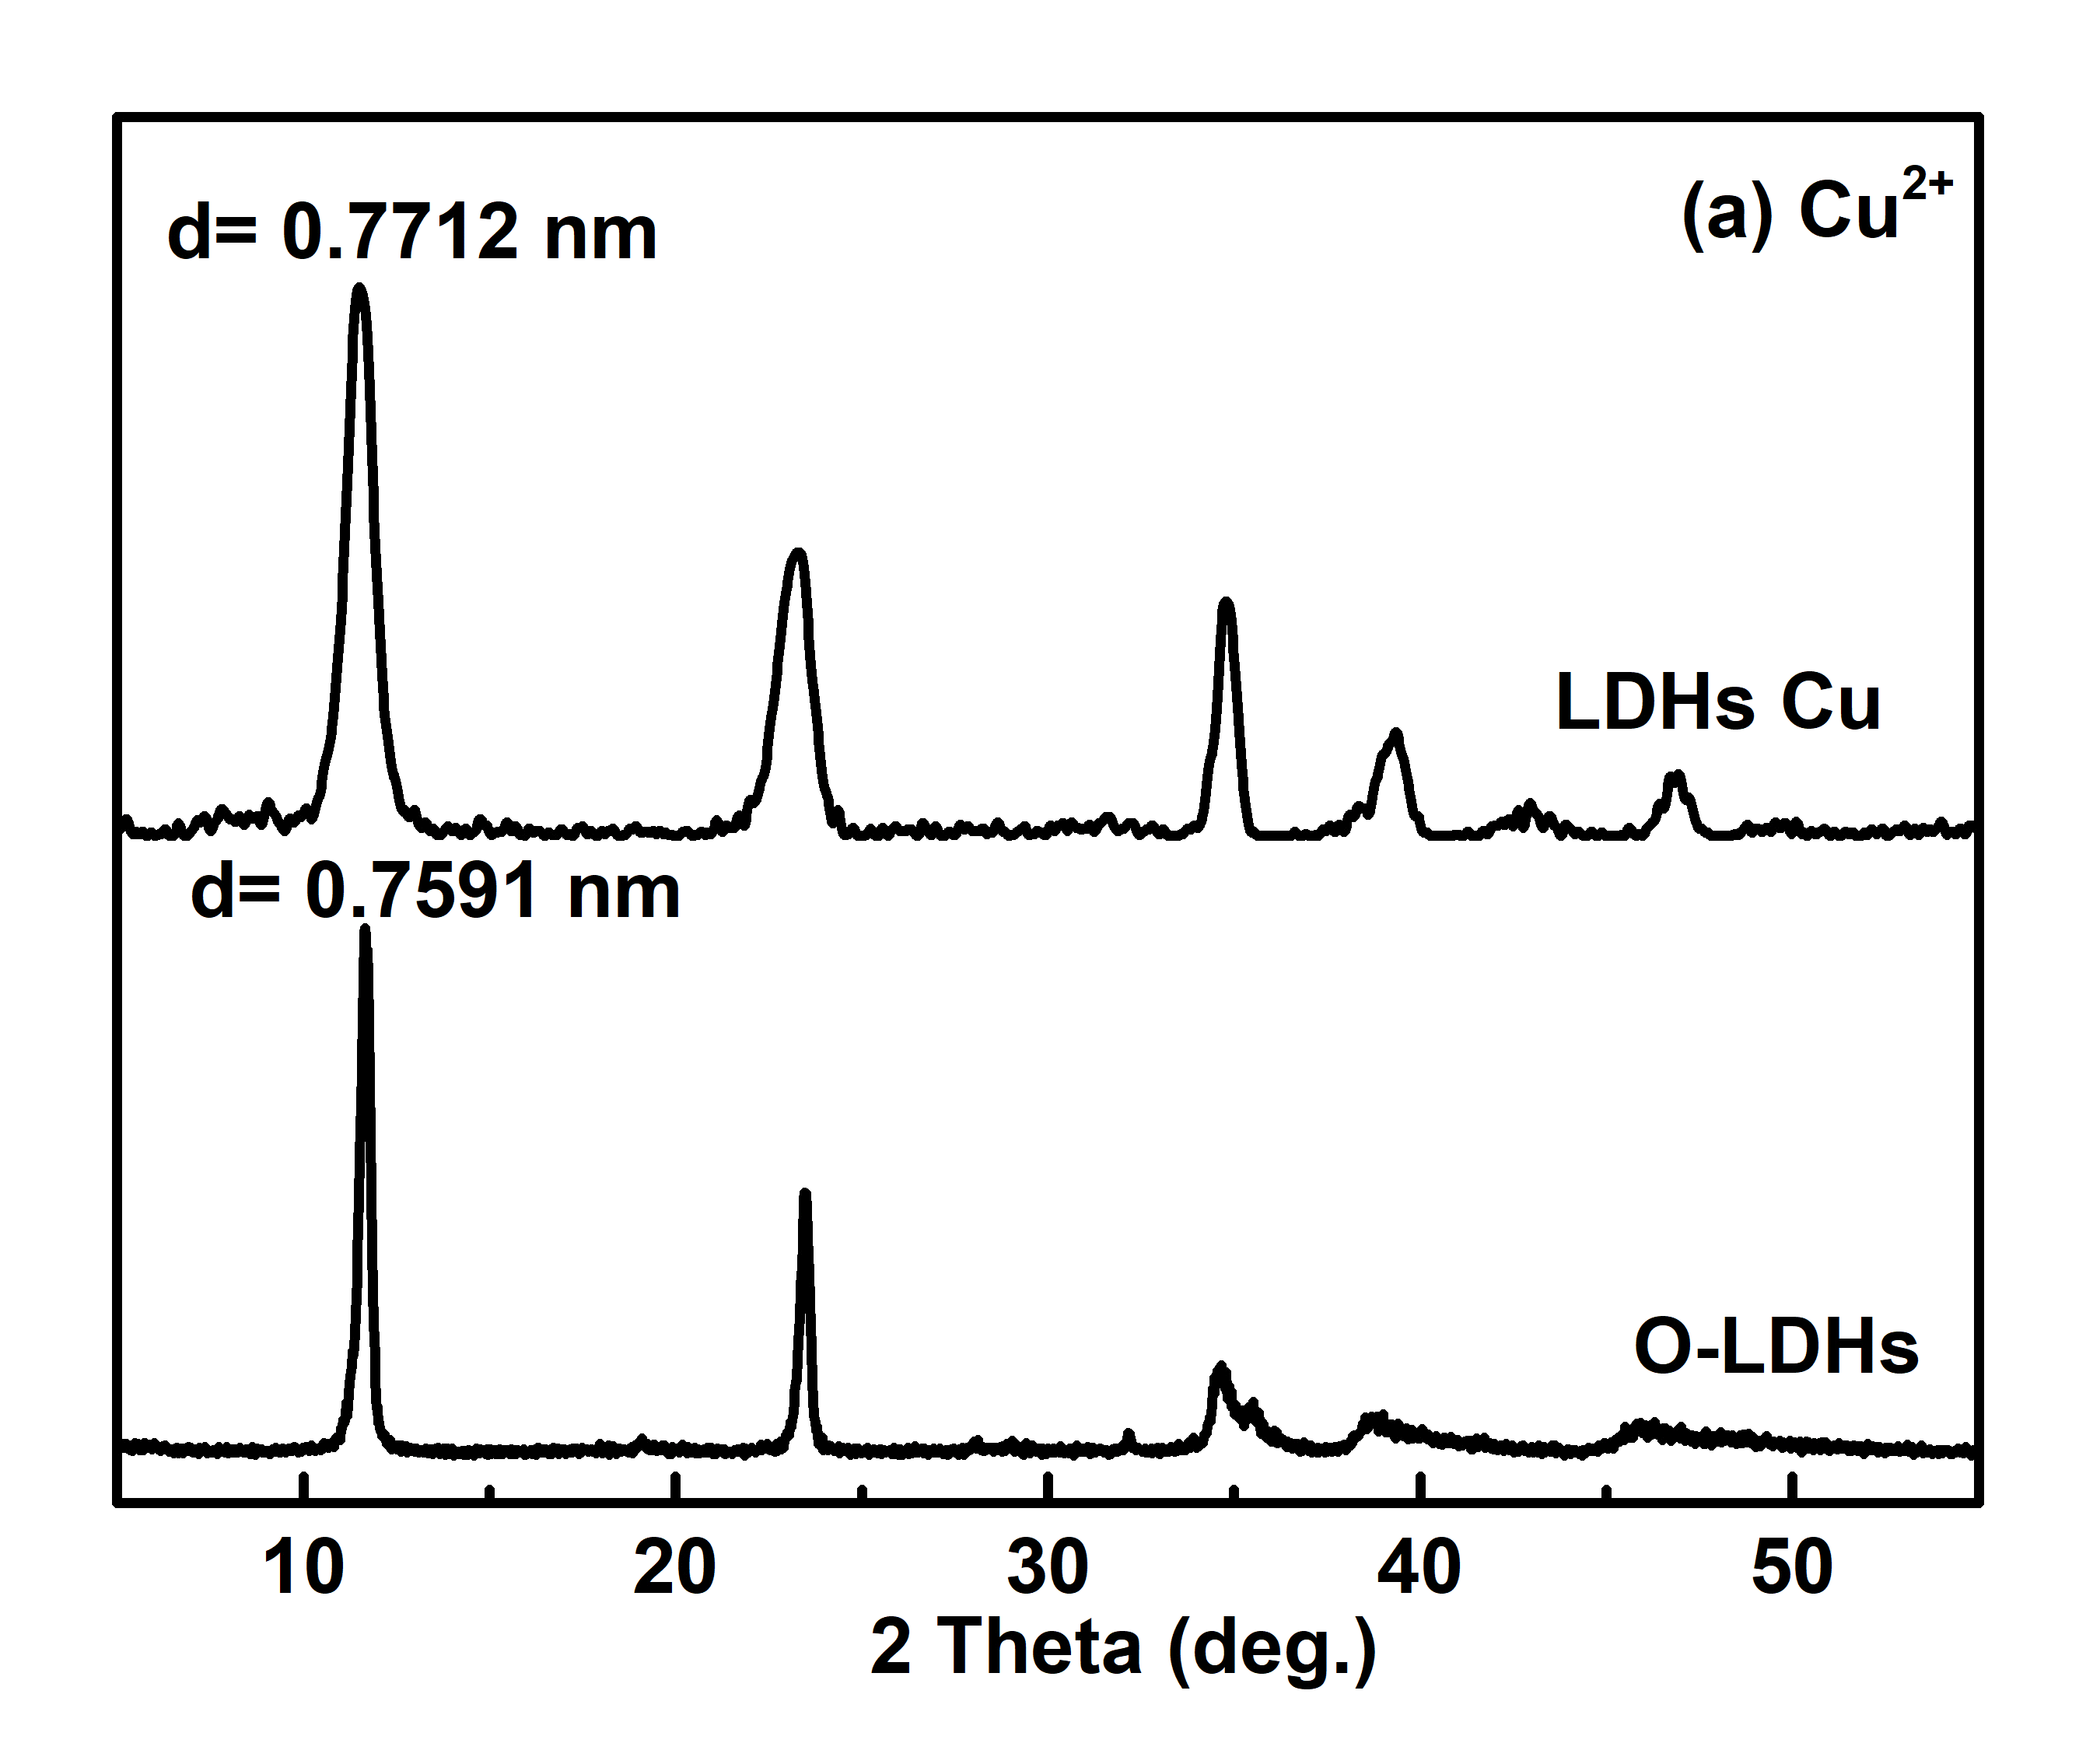 (a) Cu²⁺
d= 0.7712 nm
LDHs Cu
d= 0.7591 nm
O-LDHs
10 20 30 40 50
2 Theta (deg.)